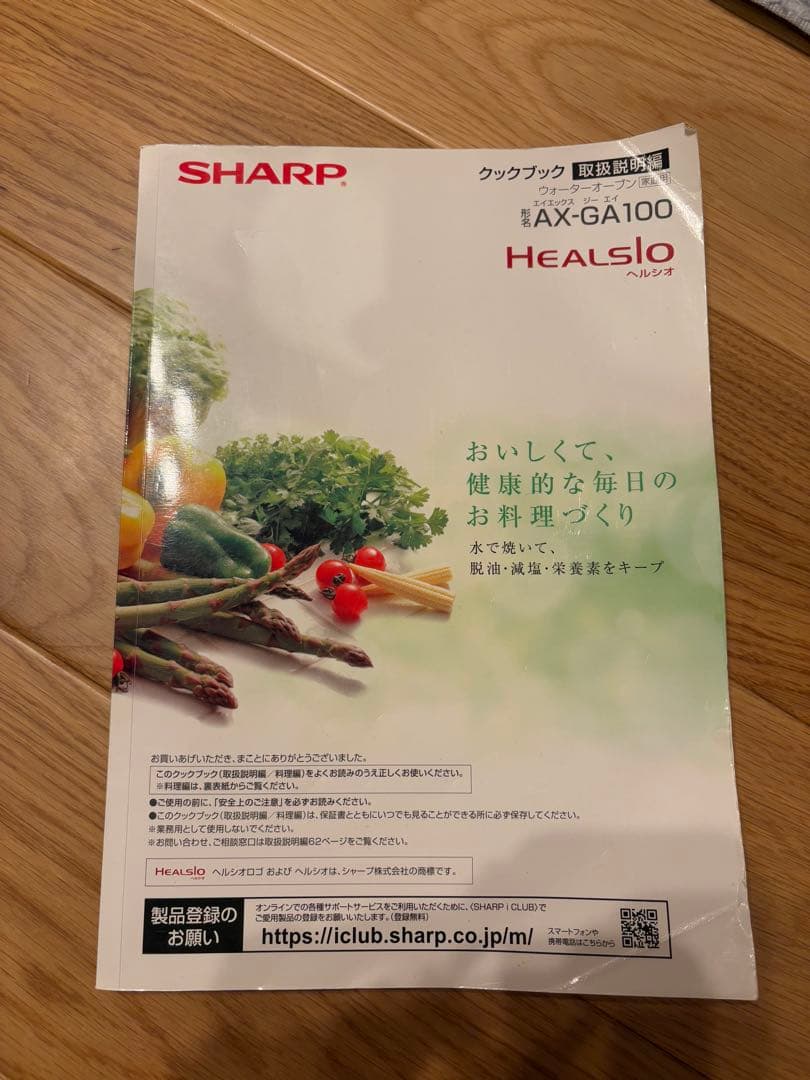 SHARP®
クックブック 取扱説明編
ウォーターオーブン 家庭用
エイエックス ジー エイ
形名 AX-GA100
HEALSIO
ヘルシオ
おいしくて、
健康的な毎日の
お料理づくり
水で焼いて、
脱油・減塩・栄養素をキープ
お買いあげいただき、まことにありがとうございました。
このクックブック(取扱説明編/料理編)をよくお読みのうえ正しくお使いください。
※料理編は、裏表紙からご覧ください。
●ご使用の前に、「安全上のご注意」を必ずお読みください。
●このクックブック(取扱説明編/料理編)は、保証書とともにいつでも見ることができる所に必ず保存してください。
※業務用として使用しないでください。
※お問い合わせ、ご相談窓口は取扱説明編62ページをご覧ください。
HEALSIO ヘルシオ ヘルシオロゴ および ヘルシオは、シャープ株式会社の商標です。
製品登録の
お願い
オンラインでの各種サポートサービスをご利用いただくために、〈SHARP i CLUB〉で
ご愛用製品の登録をお願いいたします。(登録無料)
https://iclub.sharp.co.jp/m/
スマートフォンや
携帯電話はこちらから